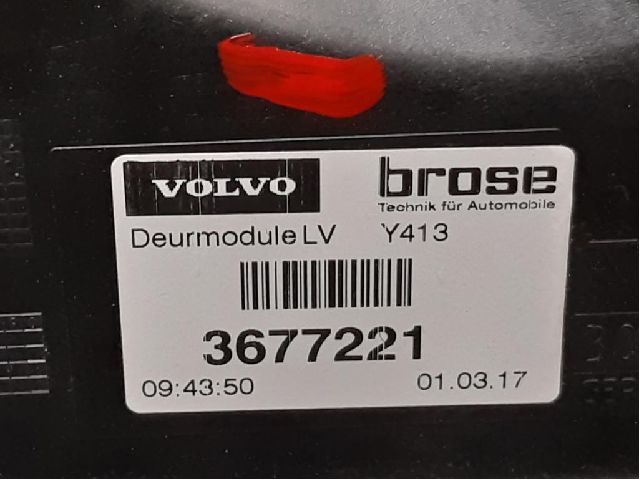 VOLVO
brose
Technik für Automobile
Deurmodule LV Y413
3677221
09:43:50 01.03.17